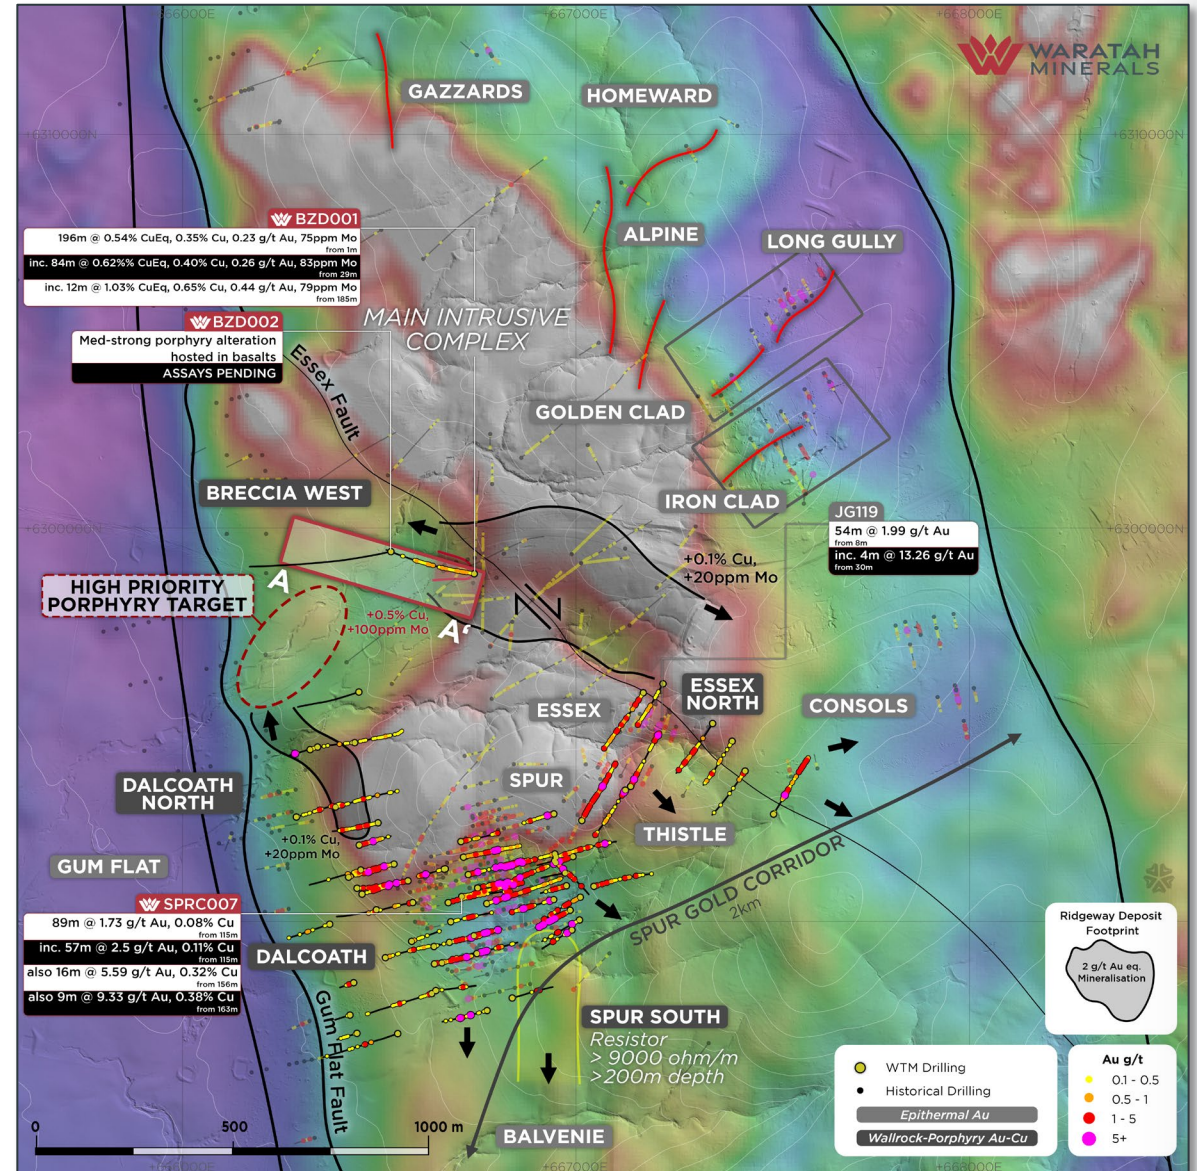 +666000E
+667000E
+668000E
WARATAH
MINERALS
GAZZARDS
HOMEWARD
+6310000N
+6310000N
BZD001
196m @ 0.54% CuEq, 0.35% Cu, 0.23 g/t Au, 75ppm Mo
from 1m
inc. 84m @ 0.62%% CuEq, 0.40% Cu, 0.26 g/t Au, 83ppm Mo
from 29m
inc. 12m @ 1.03% CuEq, 0.65% Cu, 0.44 g/t Au, 79ppm Mo
from 185m
ALPINE
LONG GULLY
BZD002
Med-strong porphyry alteration
hosted in basalts
ASSAYS PENDING
MAIN INTRUSIVE
COMPLEX
Essex Fault
GOLDEN CLAD
BRECCIA WEST
IRON CLAD
JG119
54m @ 1.99 g/t Au
from 8m
inc. 4m @ 13.26 g/t Au
from 30m
+6300000N
+6300000N
+0.1% Cu,
+20ppm Mo
A
HIGH PRIORITY
PORPHYRY TARGET
+0.5% Cu,
+100ppm Mo
A'
ESSEX
ESSEX
NORTH
CONSOLS
DALCOATH
NORTH
SPUR
THISTLE
+0.1% Cu,
+20ppm Mo
GUM FLAT
SPUR GOLD CORRIDOR
2km
SPRC007
89m @ 1.73 g/t Au, 0.08% Cu
from 115m
inc. 57m @ 2.5 g/t Au, 0.11% Cu
from 115m
also 16m @ 5.59 g/t Au, 0.32% Cu
from 156m
also 9m @ 9.33 g/t Au, 0.38% Cu
from 163m
DALCOATH
Gum Flat Fault
SPUR SOUTH
Resistor
> 9000 ohm/m
>200m depth
Ridgeway Deposit
Footprint
2 g/t Au eq.
Mineralisation
WTM Drilling
Historical Drilling
Epithermal Au
Wallrock-Porphyry Au-Cu
Au g/t
0.1 - 0.5
0.5 - 1
1 - 5
5+
0
500
1000 m
BALVENIE
+666000E
+667000E
+668000E